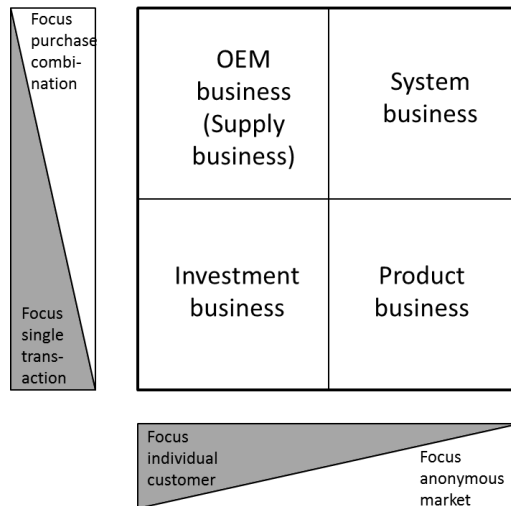 Focus
purchase
combi-
nation
OEM
business
(Supply
business)
System
business
Investment
business
Product
business
Focus
single
trans-
action
Focus
individual
customer
Focus
anonymous
market